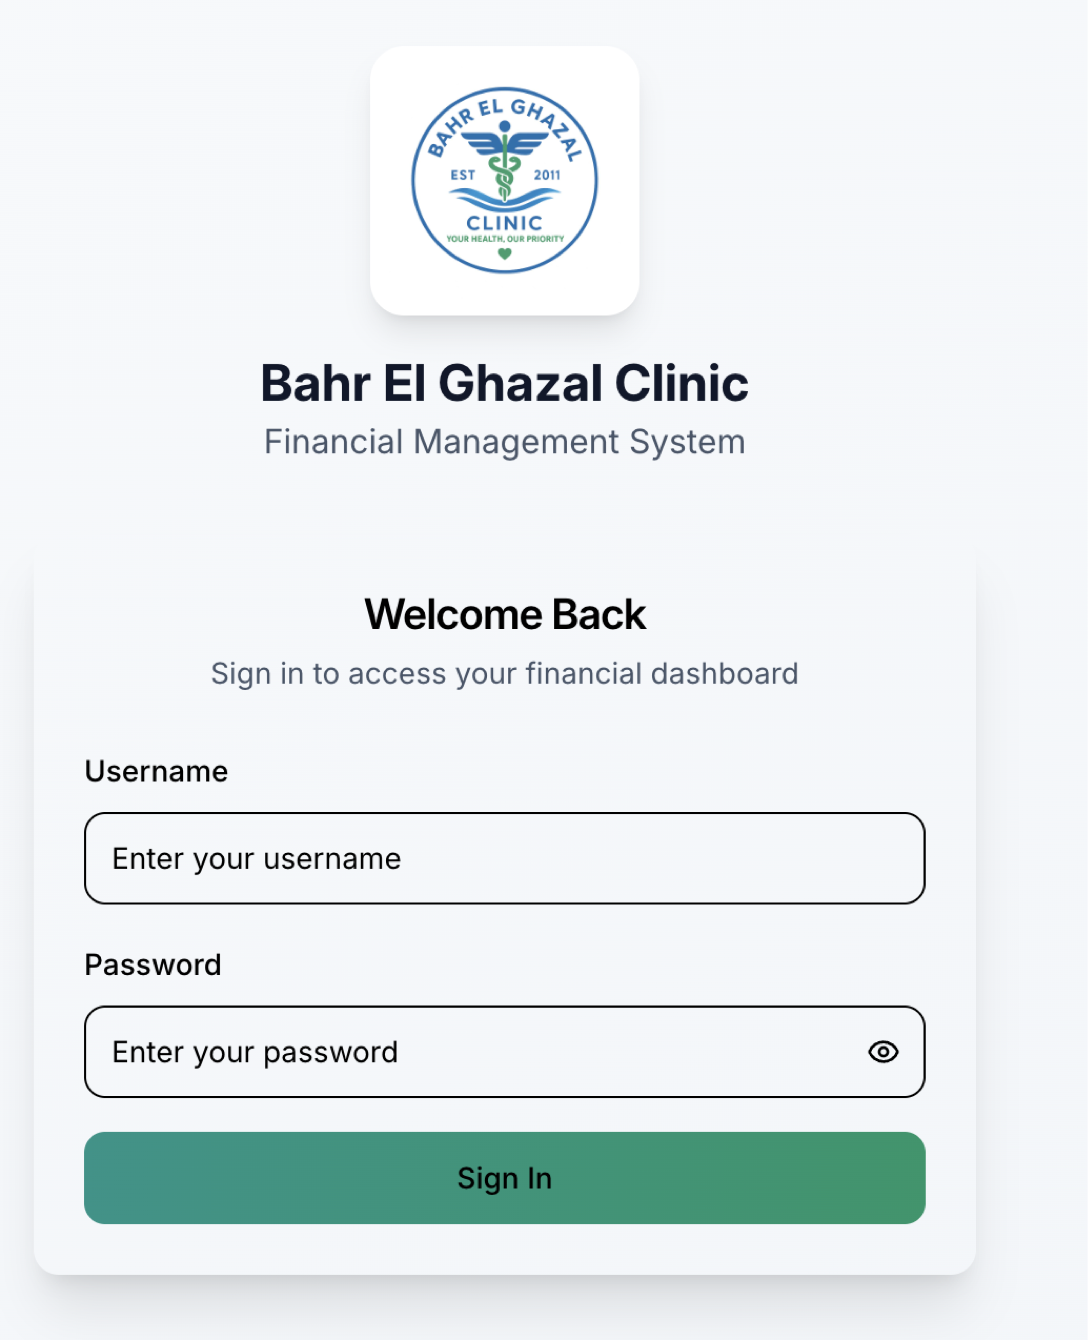 BAHR EL GHAZAL
EST 2011
CLINIC
YOUR HEALTH, OUR PRIORITY
Bahr El Ghazal Clinic
Financial Management System
Welcome Back
Sign in to access your financial dashboard
Username
Enter your username
Password
Enter your password
Sign In